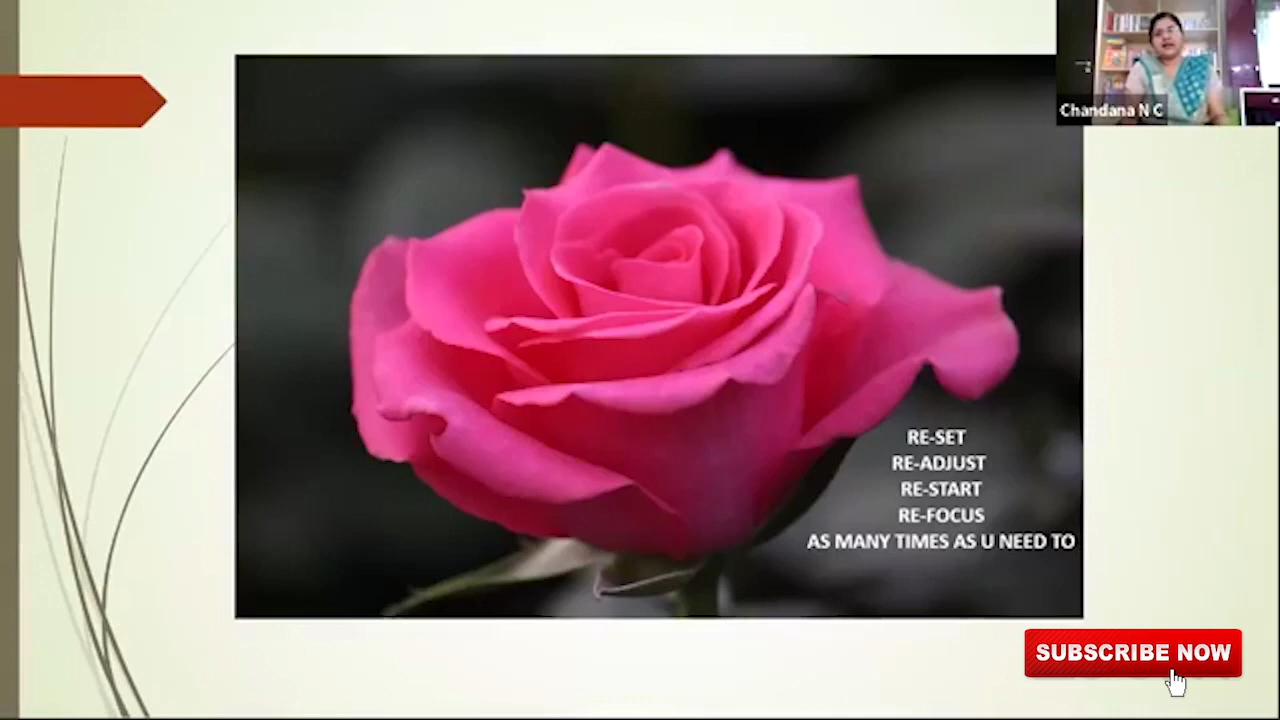 Chandana N C
RE-SET
RE-ADJUST
RE-START
RE-FOCUS
AS MANY TIMES AS U NEED TO
SUBSCRIBE NOW